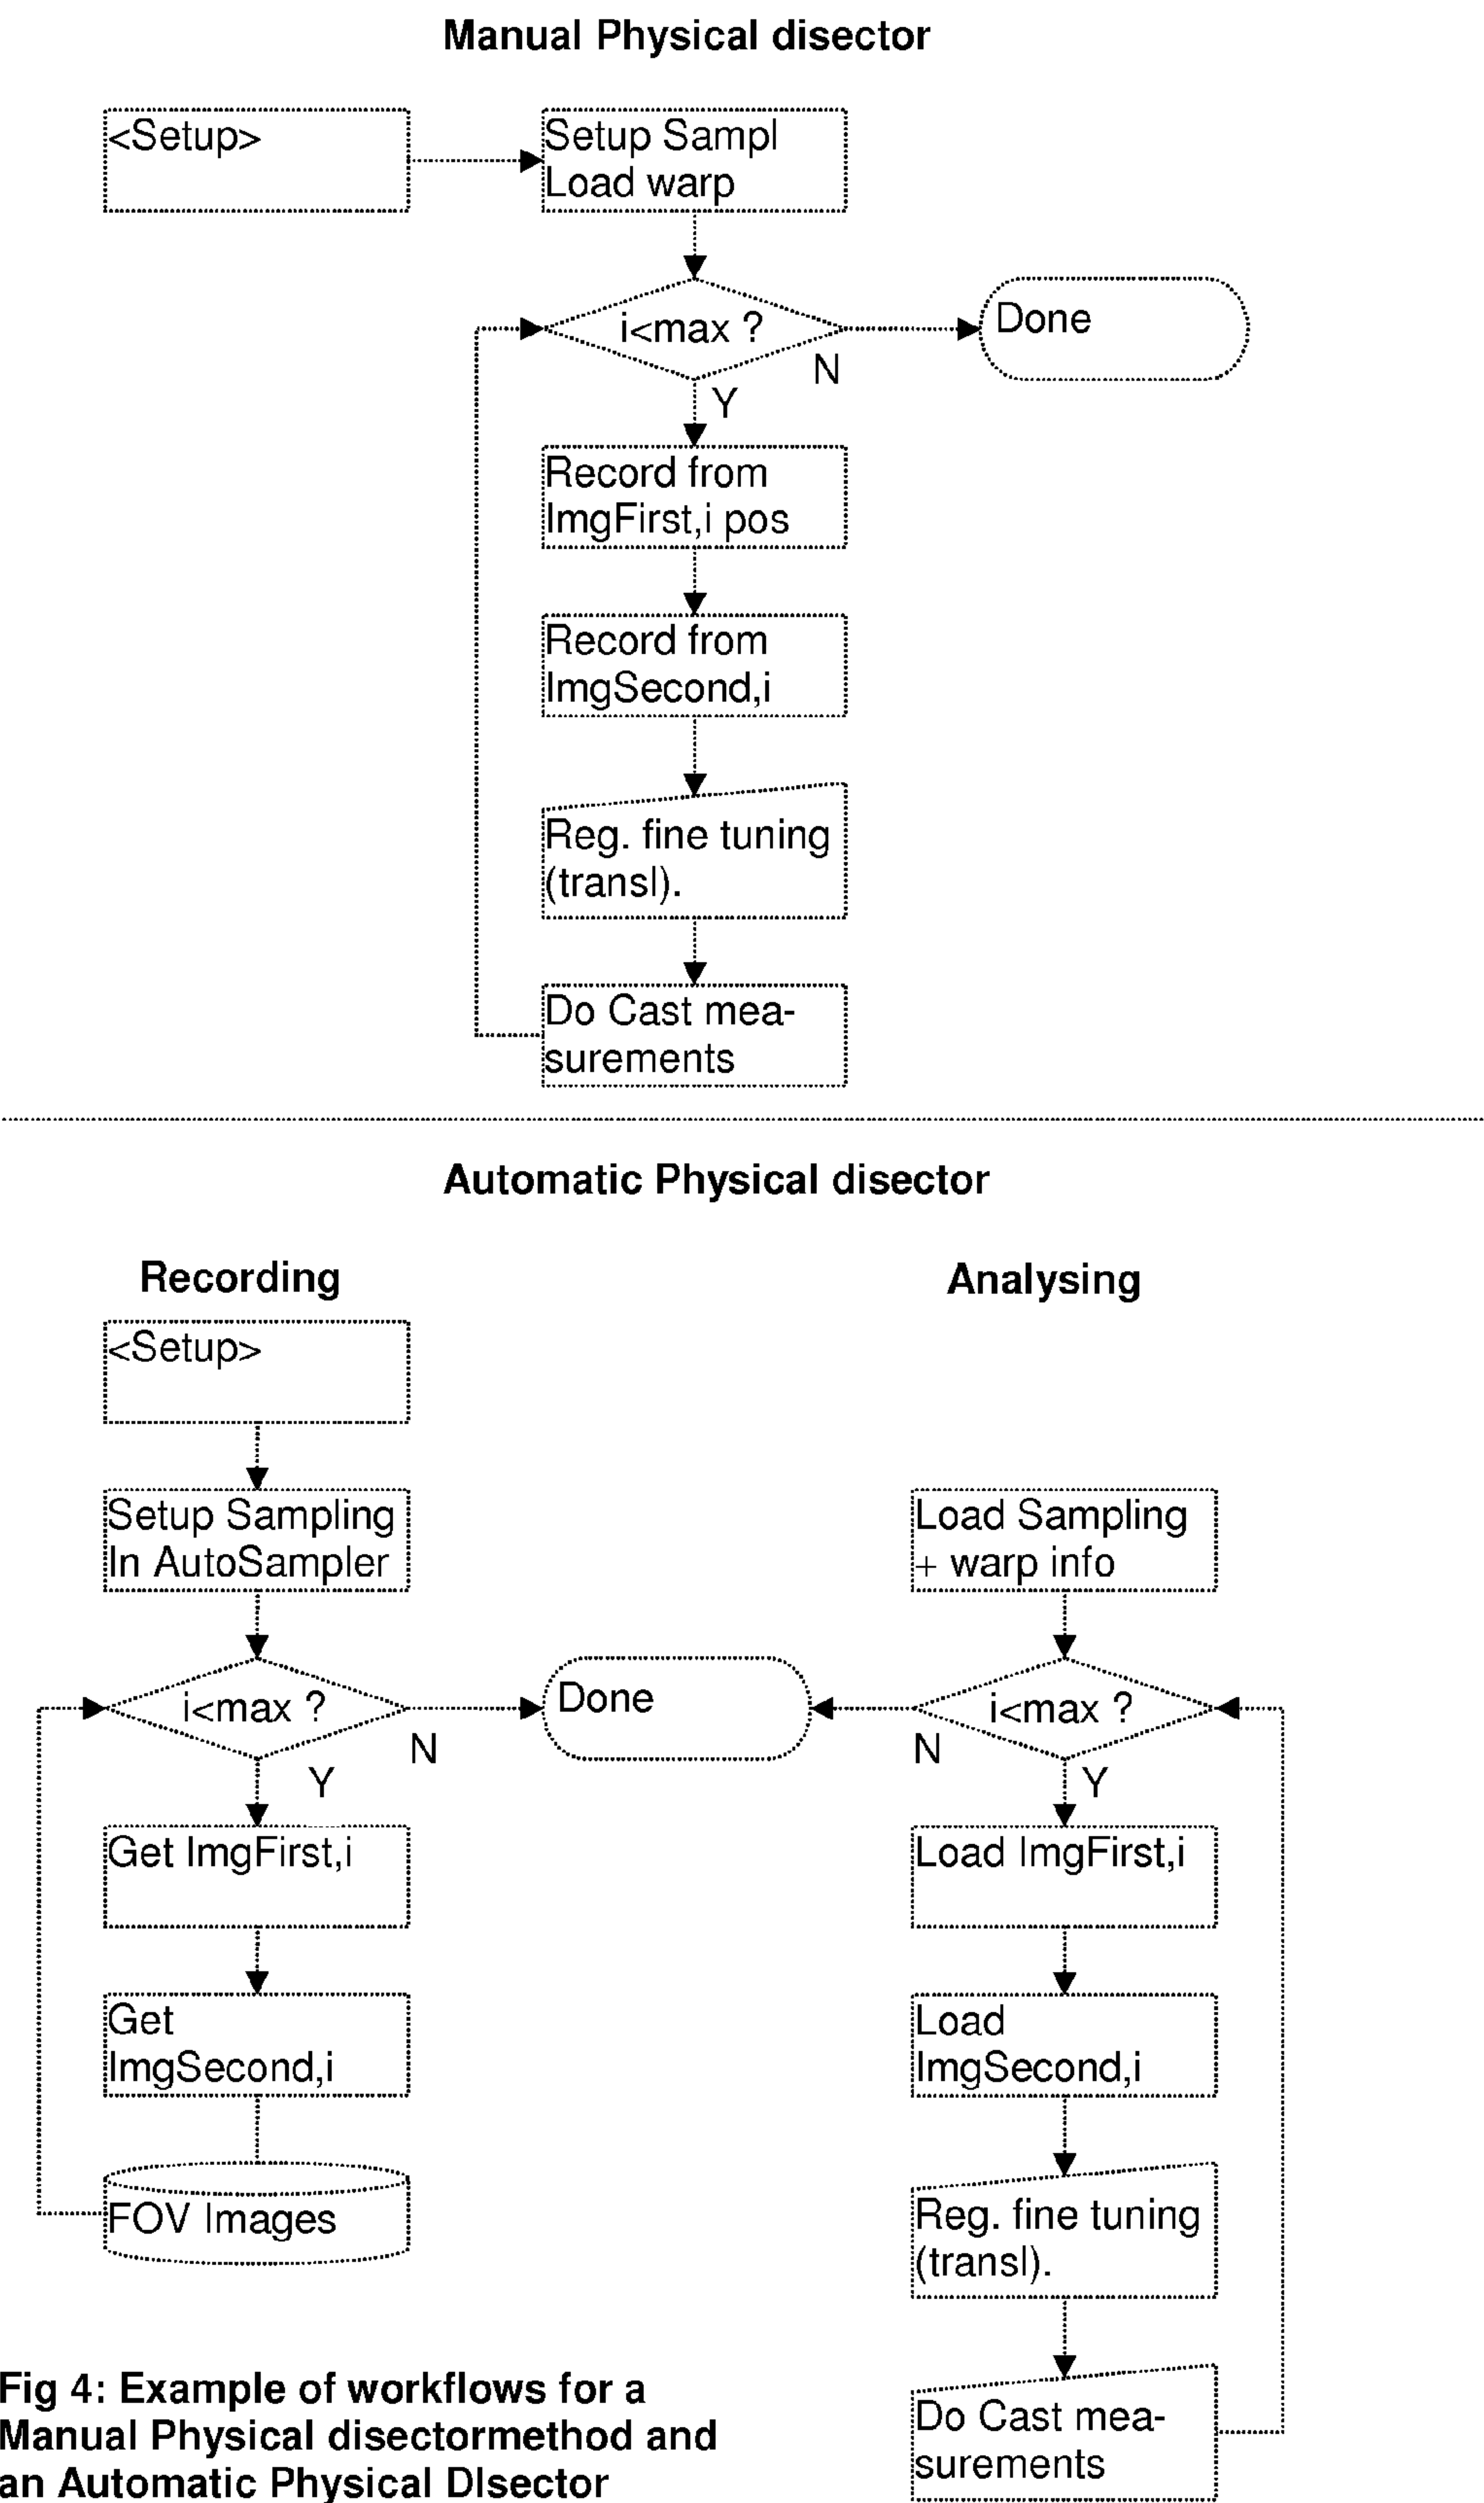 Manual Physical disector
<Setup>
Setup Sampl
Load warp
i<max ?
Done
N
Y
Record from
ImgFirst,i pos
Record from
ImgSecond,i
Reg. fine tuning
(transl).
Do Cast mea-
surements
Automatic Physical disector
Recording
<Setup>
Setup Sampling
In AutoSampler
i<max ?
Done
N
Y
Get ImgFirst,i
Get
ImgSecond,i
FOV Images
Analysing
Load Sampling
+ warp info
i<max ?
N
Y
Load ImgFirst,i
Load
ImgSecond,i
Reg. fine tuning
(transl).
Do Cast mea-
surements
Fig 4: Example of workflows for a
Manual Physical disectormethod and
an Automatic Physical DIsector